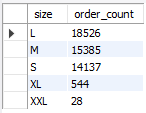 size order_count
L 18526
M 15385
S 14137
XL 544
XXL 28